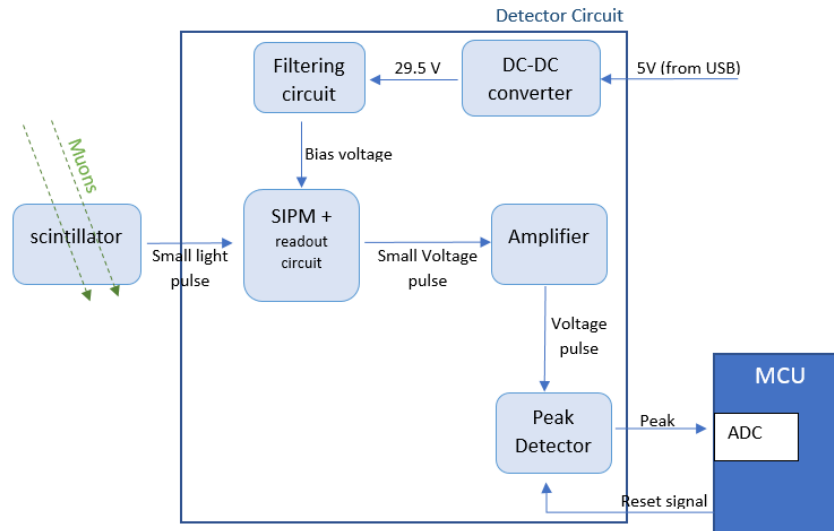 Detector Circuit
Filtering
circuit
29.5 V
DC-DC
converter
5V (from USB)
Muons
Bias voltage
scintillator
Small light
pulse
SIPM +
readout
circuit
Small Voltage
pulse
Amplifier
Voltage
pulse
MCU
Peak
Detector
Peak
ADC
Reset signal